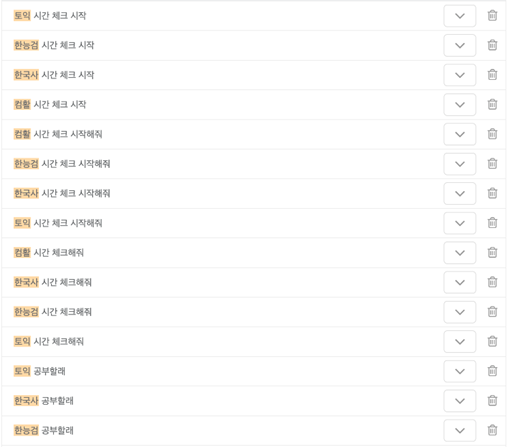 토익 시간 체크 시작
한능검 시간 체크 시작
한국사 시간 체크 시작
컴활 시간 체크 시작
컴활 시간 체크 시작해줘
한능검 시간 체크 시작해줘
한국사 시간 체크 시작해줘
토익 시간 체크 시작해줘
컴활 시간 체크해줘
한국사 시간 체크해줘
한능검 시간 체크해줘
토익 시간 체크해줘
토익 공부할래
한국사 공부할래
한능검 공부할래